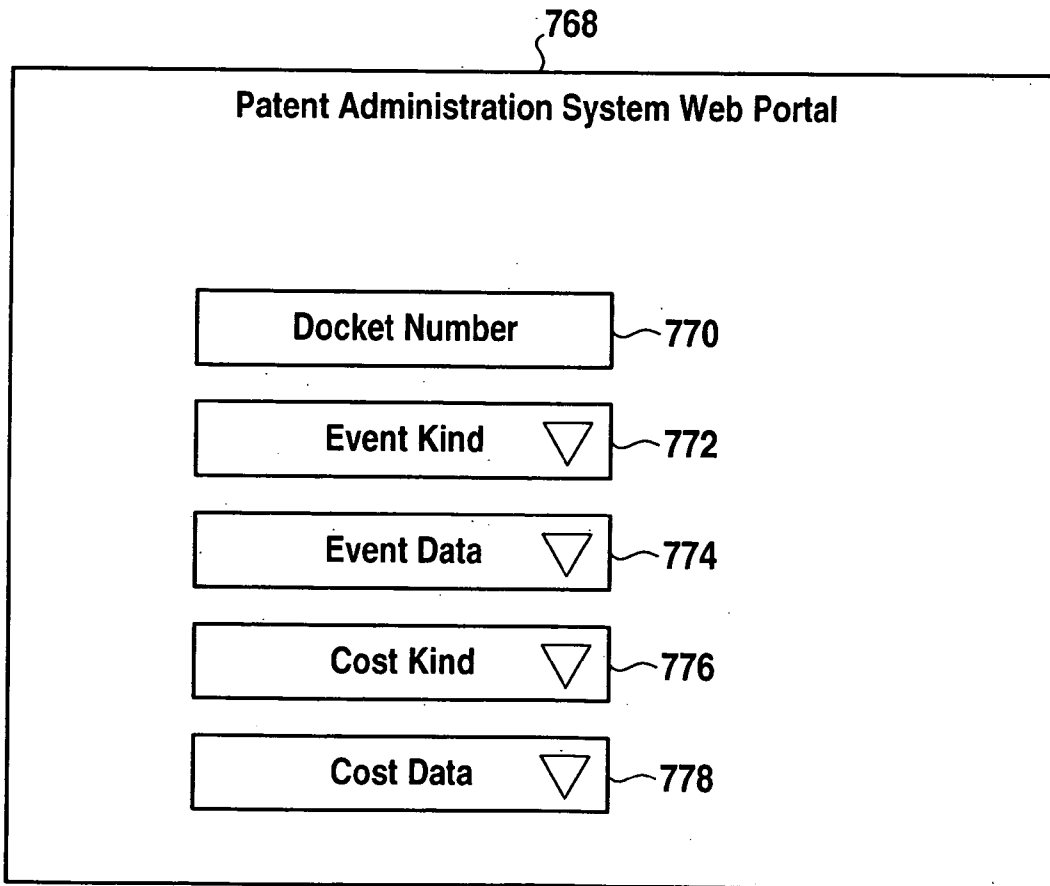 768
Patent Administration System Web Portal
Docket Number 770
Event Kind 772
Event Data 774
Cost Kind 776
Cost Data 778